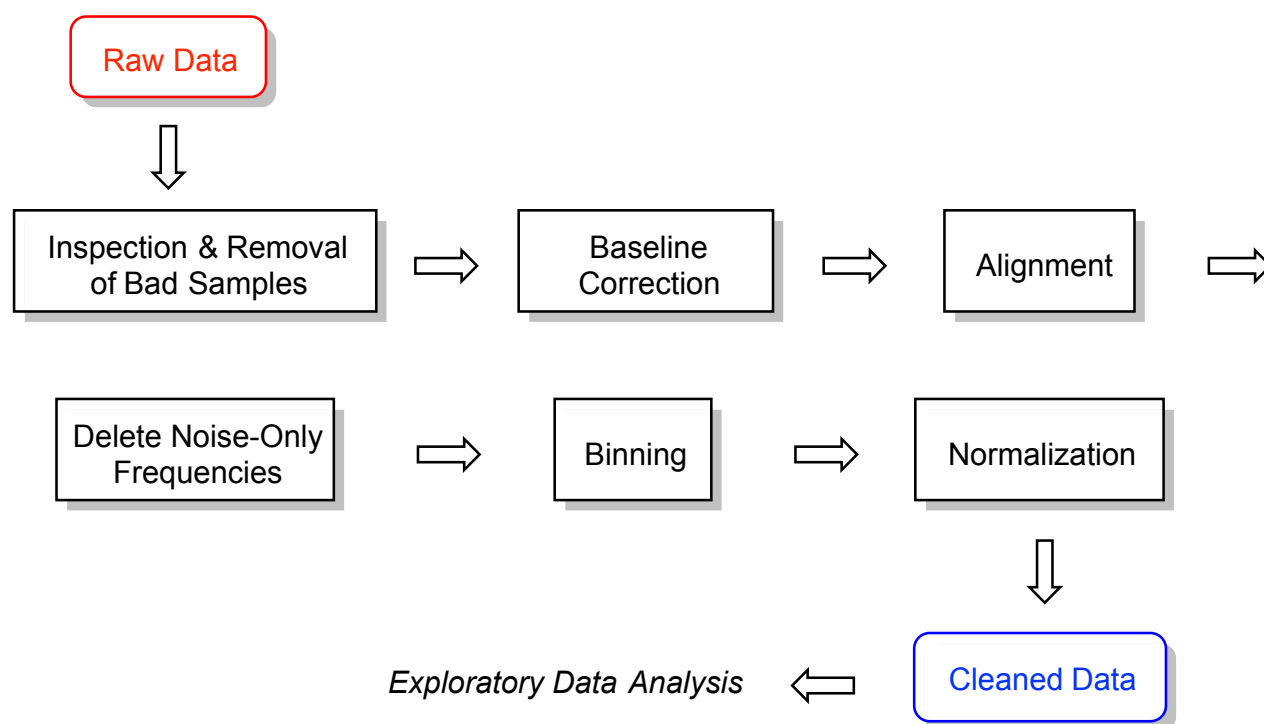 Raw Data
Inspection & Removal
of Bad Samples
Baseline
Correction
Alignment
Delete Noise-Only
Frequencies
Binning
Normalization
Exploratory Data Analysis
Cleaned Data